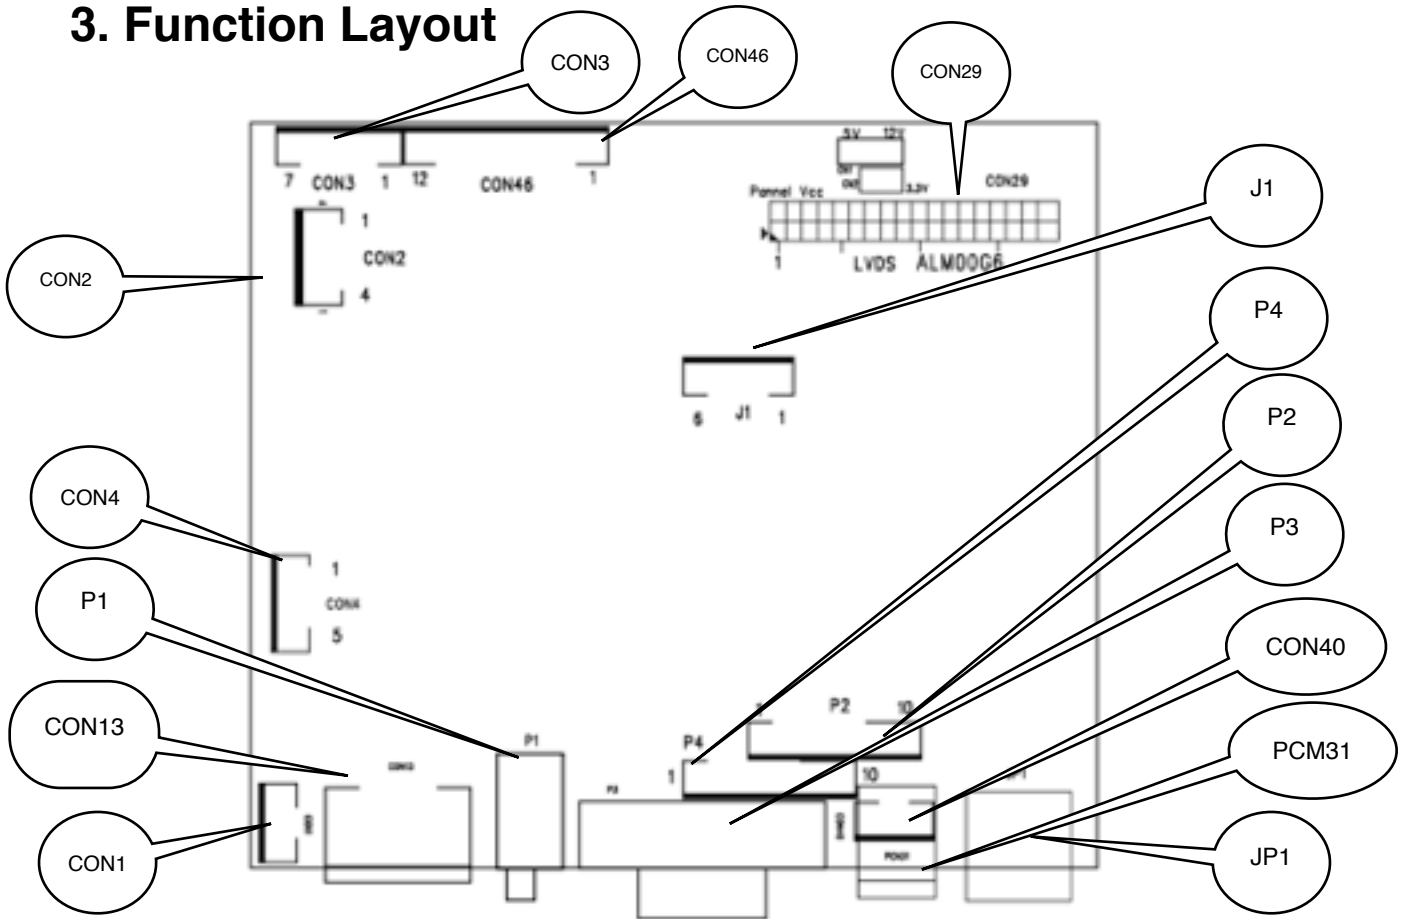 3. Function Layout
CON3
CON46
CON29
5V 12V
7 CON3 1 12 CON46 1
3.3V
CON29
Pannel Vcc
J1
1
CON2
4
CON2
1 LVDS ALM00G6
P4
6 J1 1
P2
CON4
P3
1
CON4
5
P1
CON40
1 P2 10
CON13
P1
P4
PCM31
1 10
CON1
JP1